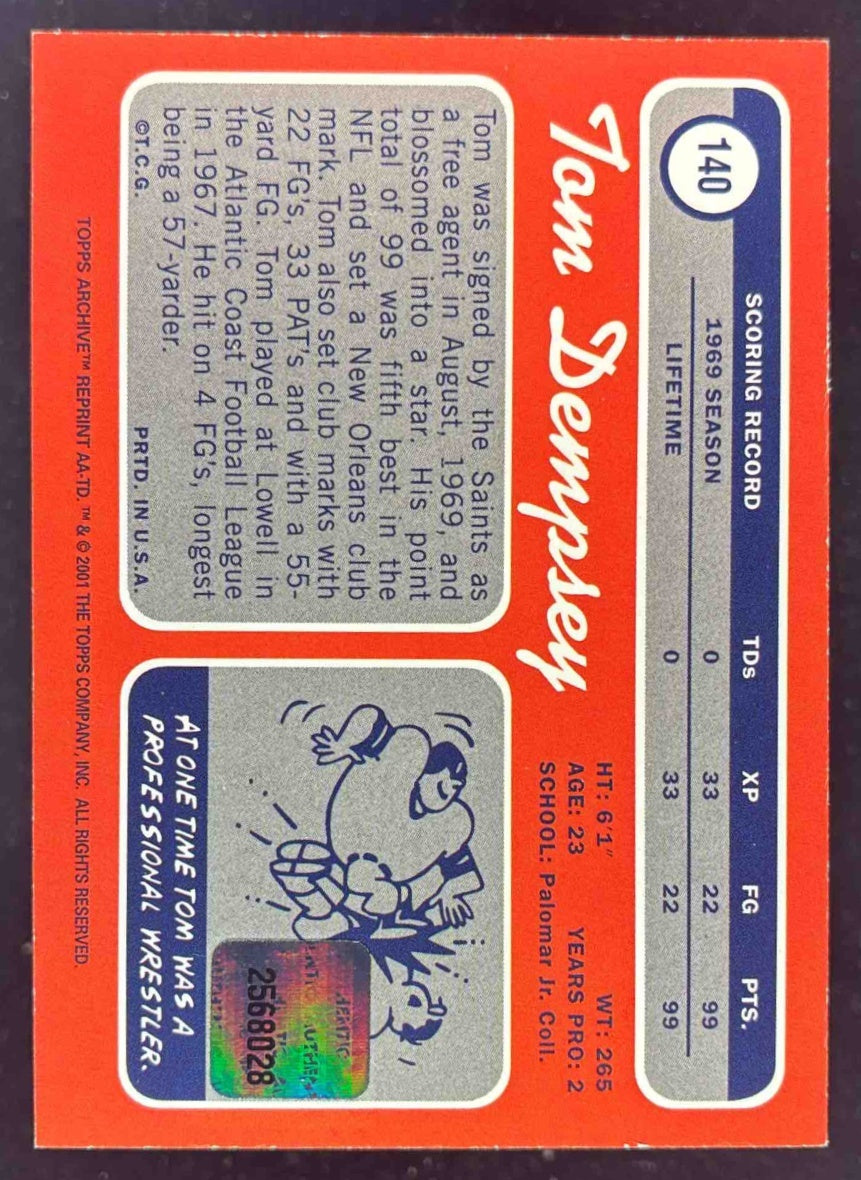 140
SCORING RECORD TDs XP FG PTS.
1969 SEASON 0 33 22 99
LIFETIME 0 33 22 99
Tom Dempsey
HT: 6'1" WT: 265
AGE: 23 YEARS PRO: 2
SCHOOL: Palomar Jr. Coll.
Tom was signed by the Saints as
a free agent in August, 1969, and
blossomed into a star. His point
total of 99 was fifth best in the
NFL and set a New Orleans club
mark. Tom also set club marks with
22 FG's, 33 PAT's and with a 55-
yard FG. Tom played at Lowell in
the Atlantic Coast Football League
in 1967. He hit on 4 FG's, longest
being a 57-yarder.
©T.C.G. PRTD. IN U.S.A.
AT ONE TIME TOM WAS A
PROFESSIONAL WRESTLER.
2568028
TOPPS ARCHIVE™ REPRINT AA-TD. ™ & © 2001 THE TOPPS COMPANY, INC. ALL RIGHTS RESERVED.